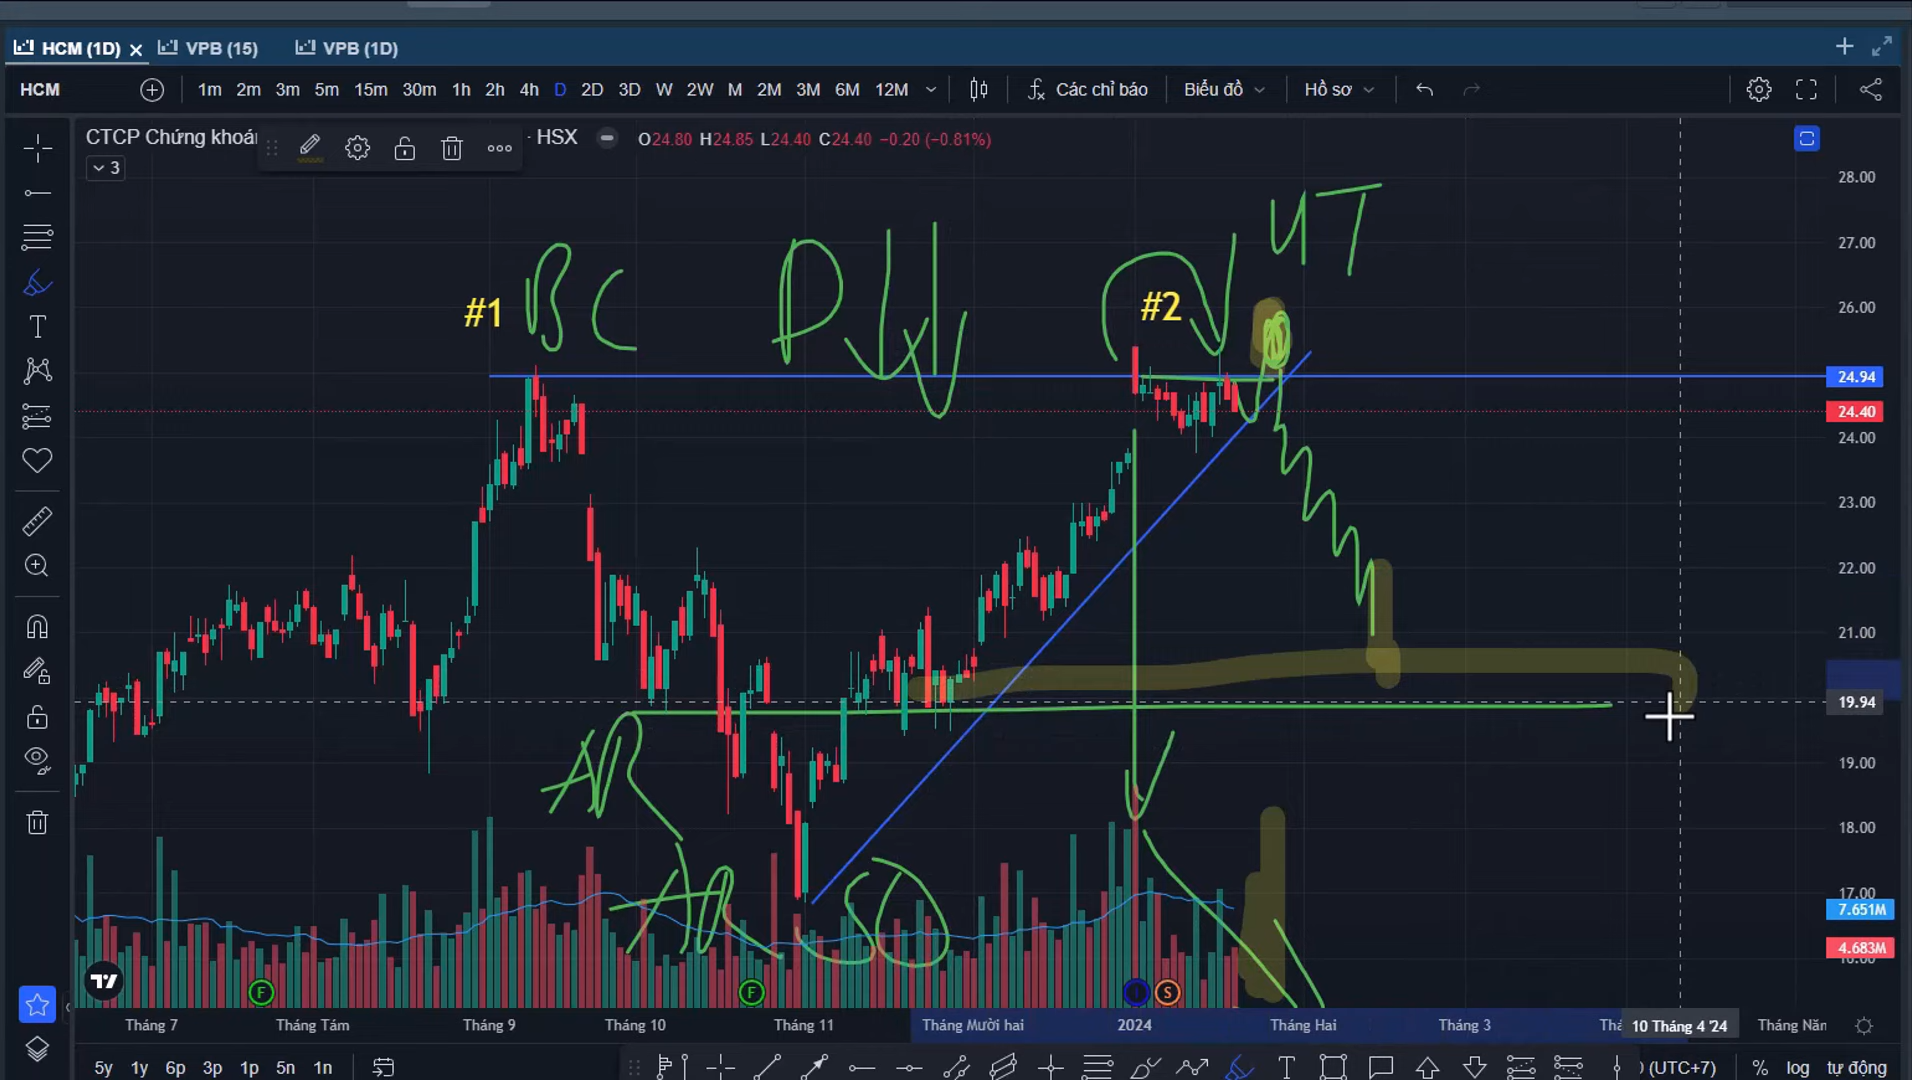 HCM (1D) VPB (15) VPB (1D)
HCM 1m 2m 3m 5m 15m 30m 1h 2h 4h D 2D 3D W 2W M 2M 3M 6M 12M Các chỉ báo Biểu đồ Hồ sơ
CTCP Chứng khoán · HSX O24.80 H24.85 L24.40 C24.40 −0.20 (−0.81%)
3
28.00
27.00
26.00
24.94
24.40
24.00
23.00
22.00
21.00
19.94
19.00
18.00
17.00
7.651M
4.683M
16.00
UT
#1 BC
#2
AR
AR
SO
F F S
Tháng 7 Tháng Tám Tháng 9 Tháng 10 Tháng 11 Tháng Mười hai 2024 Tháng Hai Tháng 3 10 Tháng 4 '24 Tháng Năm
5y 1y 6p 3p 1p 5n 1n (UTC+7) % log tự động